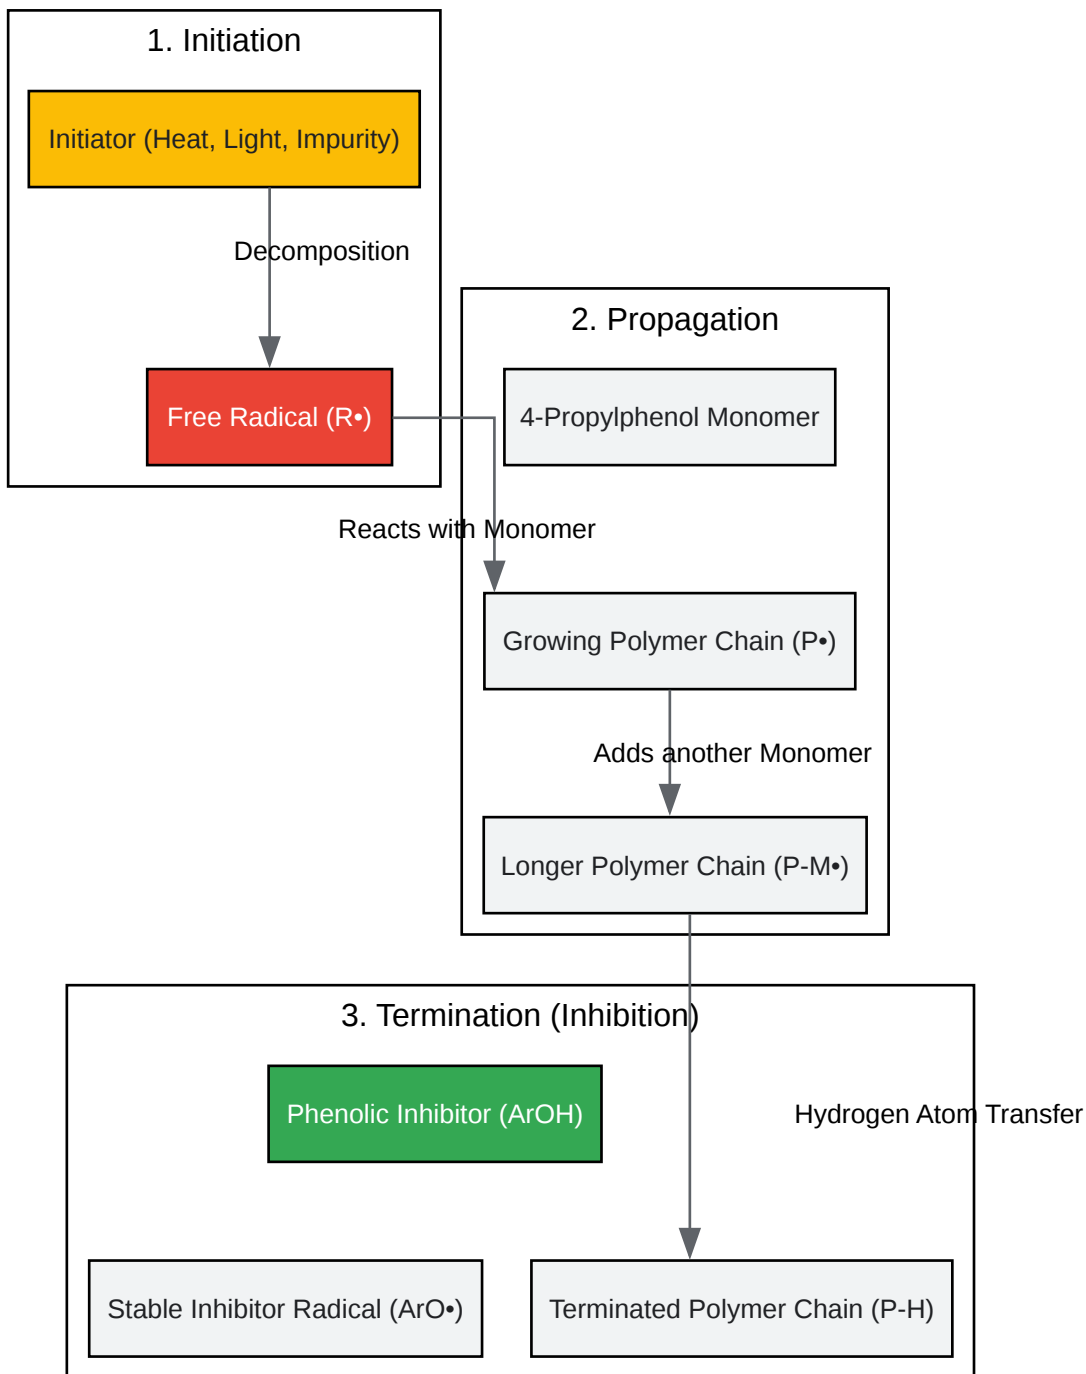 1. Initiation
Initiator (Heat, Light, Impurity)
Decomposition
Free Radical (R•)
2. Propagation
4-Propylphenol Monomer
Reacts with Monomer
Growing Polymer Chain (P•)
Adds another Monomer
Longer Polymer Chain (P-M•)
3. Termination (Inhibition)
Phenolic Inhibitor (ArOH)
Hydrogen Atom Transfer
Stable Inhibitor Radical (ArO•)
Terminated Polymer Chain (P-H)